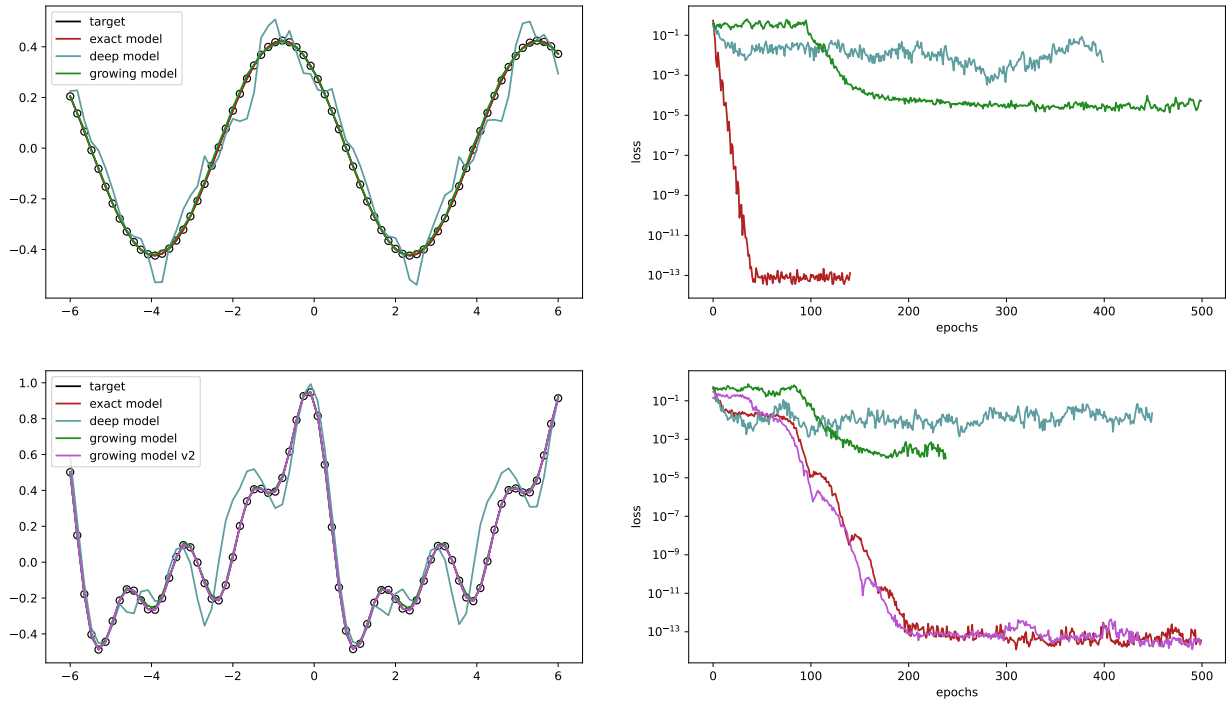 target
exact model
deep model
growing model
0.4
0.2
0.0
−0.2
−0.4
−6 −4 −2 0 2 4 6
loss
10⁻¹
10⁻³
10⁻⁵
10⁻⁷
10⁻⁹
10⁻¹¹
10⁻¹³
0 100 200 300 400 500
epochs
target
exact model
deep model
growing model
growing model v2
1.0
0.8
0.6
0.4
0.2
0.0
−0.2
−0.4
−6 −4 −2 0 2 4 6
loss
10⁻¹
10⁻³
10⁻⁵
10⁻⁷
10⁻⁹
10⁻¹¹
10⁻¹³
0 100 200 300 400 500
epochs